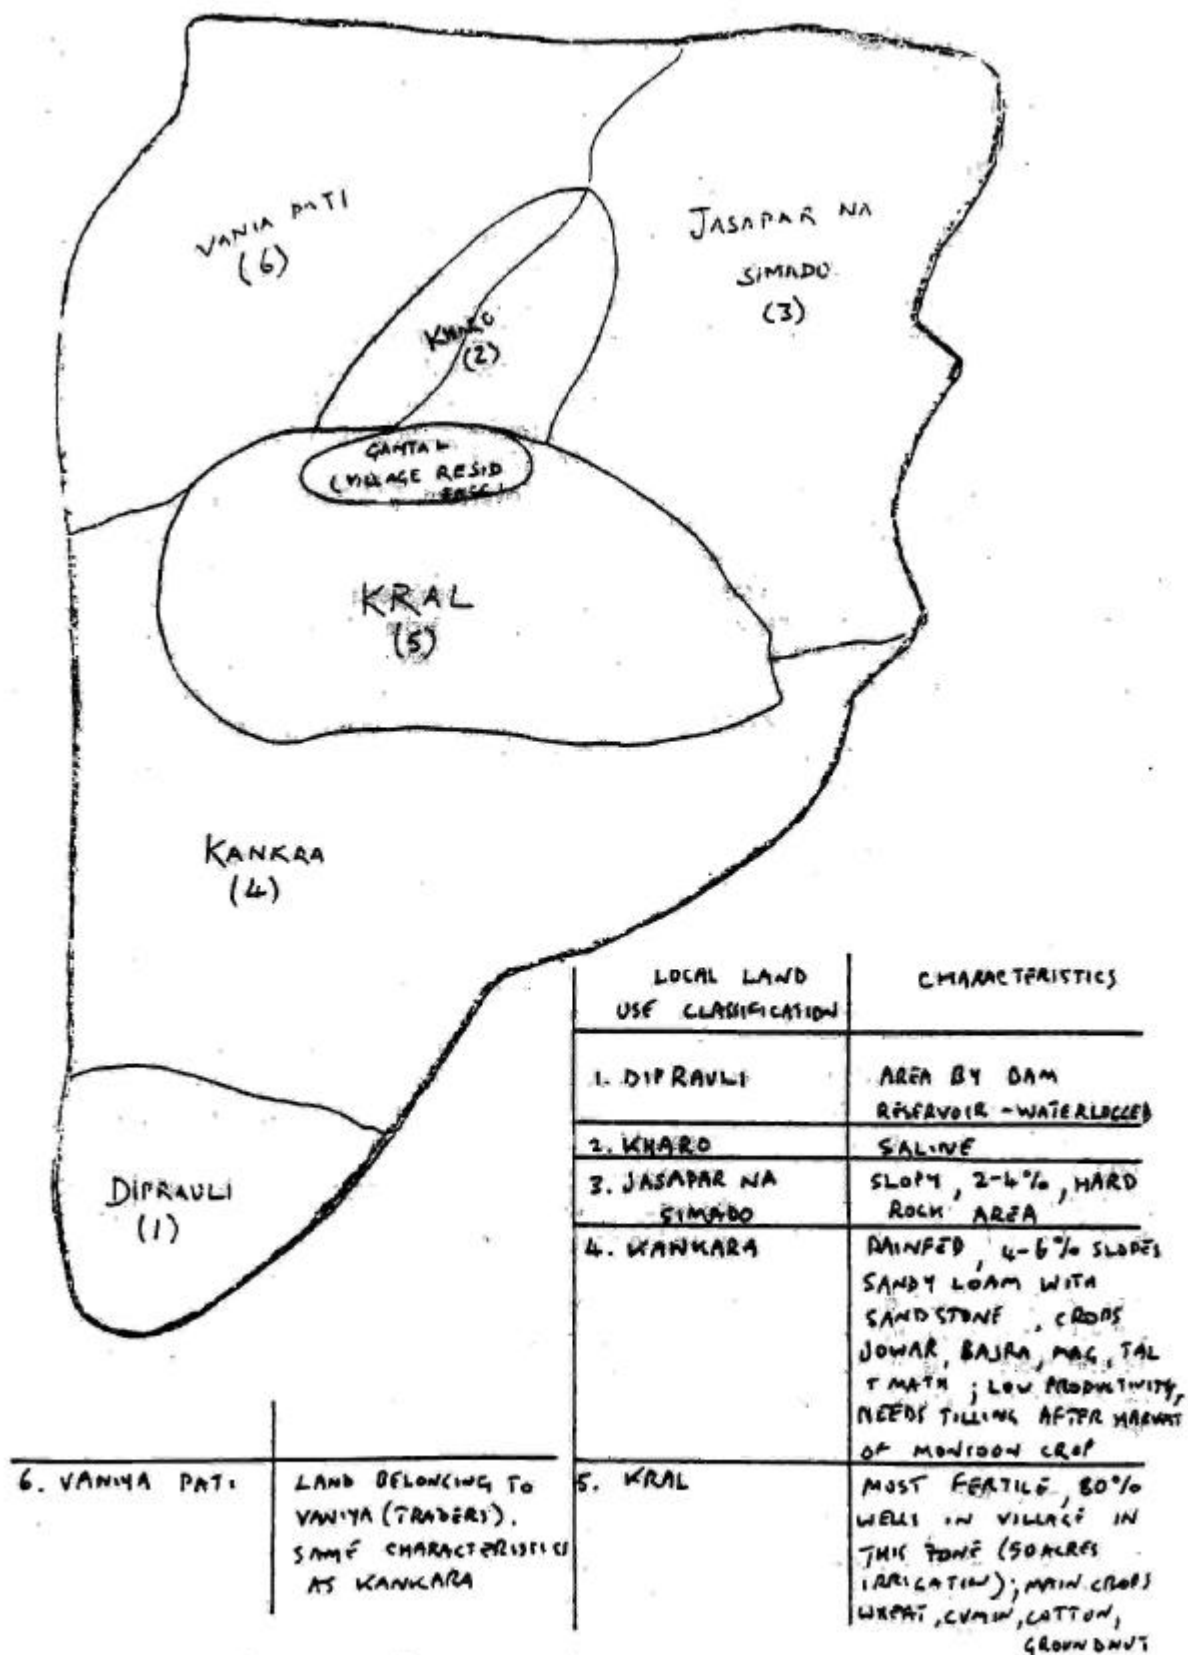 VANIA PATI
(6)
JASAPAR NA
SIMADO
(3)
KHARO
(2)
GAMTAL
(VILLAGE RESID
ENCE)
KRAL
(5)
KANKRA
(4)
DIPRAULI
(1)
LOCAL LAND
USE CLASSIFICATION
CHARACTERISTICS
1. DIPRAULI
AREA BY DAM
RESERVOIR - WATERLOGGED
2. KHARO
SALINE
3. JASAPAR NA
SIMADO
SLOPY, 2-4%, HARD
ROCK AREA
4. KANKARA
RAINFED, 4-6% SLOPES
SANDY LOAM WITH
SANDSTONE, CROPS
JOWAR, BAJRA, MAG, TAL
MATH; LOW PRODUCTIVITY,
NEEDS TILLING AFTER HARVEST
OF MONSOON CROP
5. KRAL
MOST FERTILE, 80%
WELLS IN VILLAGE IN
THIS ZONE (50 ACRES
IRRIGATION); MAIN CROPS
WHEAT, CUMIN, COTTON,
GROUNDNUT
6. VANIYA PATI
LAND BELONGING TO
VANIYA (TRADERS).
SAME CHARACTERISTICS
AS KANKARA